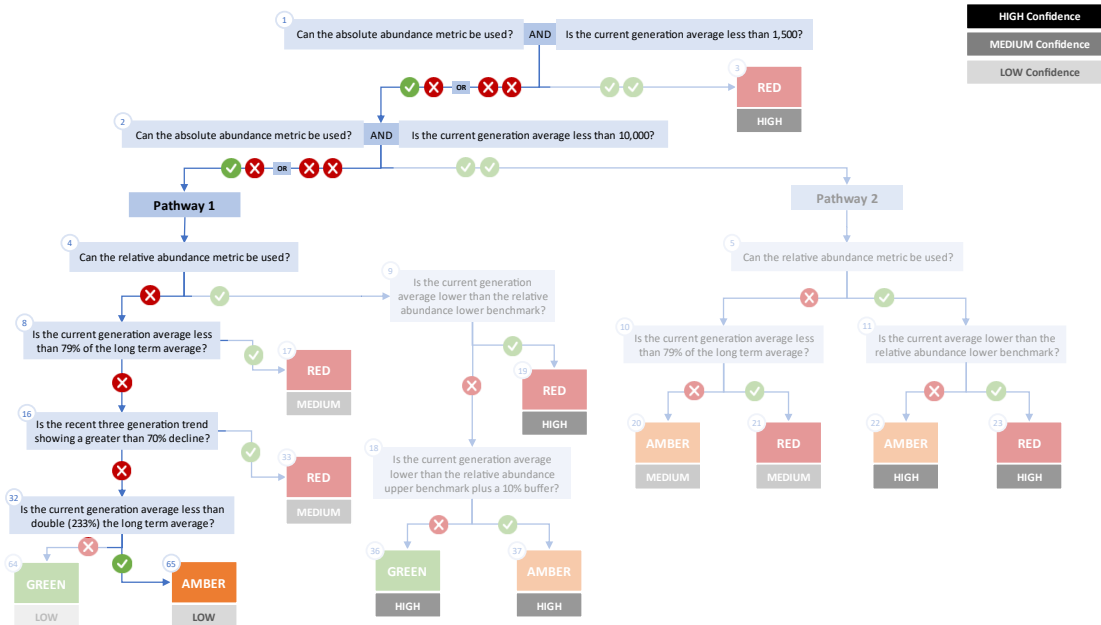 HIGH Confidence
MEDIUM Confidence
LOW Confidence
1
Can the absolute abundance metric be used?
AND
Is the current generation average less than 1,500?
OR
3
RED
HIGH
2
Can the absolute abundance metric be used?
AND
Is the current generation average less than 10,000?
OR
Pathway 1
Pathway 2
4
Can the relative abundance metric be used?
5
Can the relative abundance metric be used?
9
Is the current generation
average lower than the relative
abundance lower benchmark?
8
Is the current generation average less
than 79% of the long term average?
10
Is the current generation average less
than 79% of the long term average?
11
Is the current average lower than the
relative abundance lower benchmark?
17
RED
MEDIUM
19
RED
HIGH
16
Is the recent three generation trend
showing a greater than 70% decline?
20
AMBER
MEDIUM
21
RED
MEDIUM
22
AMBER
HIGH
23
RED
HIGH
33
RED
MEDIUM
18
Is the current generation average
lower than the relative abundance
upper benchmark plus a 10% buffer?
32
Is the current generation average less than
double (233%) the long term average?
64
GREEN
LOW
65
AMBER
LOW
36
GREEN
HIGH
37
AMBER
HIGH